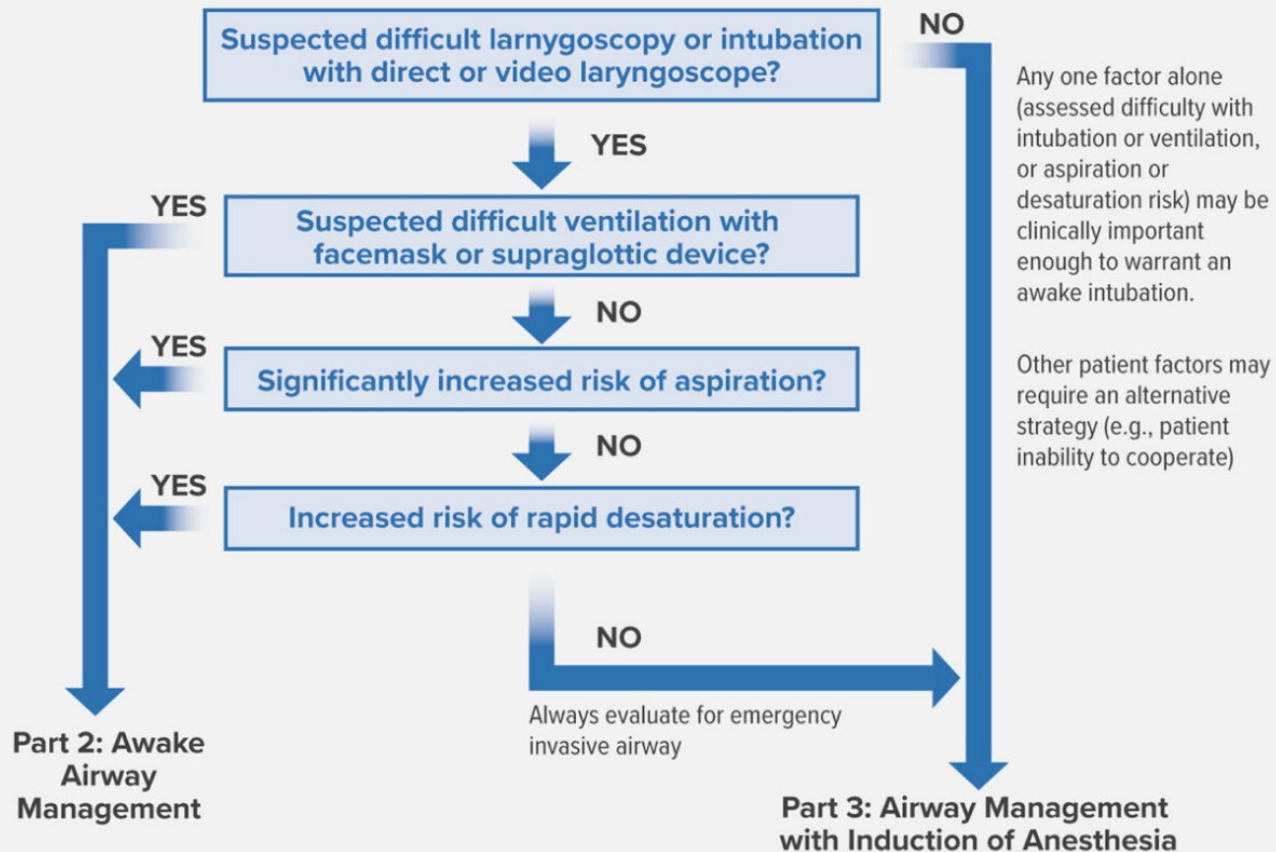 Suspected difficult larnygoscopy or intubation
with direct or video laryngoscope?
NO
Any one factor alone
(assessed difficulty with
intubation or ventilation,
or aspiration or
desaturation risk) may be
clinically important
enough to warrant an
awake intubation.
Other patient factors may
require an alternative
strategy (e.g., patient
inability to cooperate)
YES
YES
Suspected difficult ventilation with
facemask or supraglottic device?
NO
YES
Significantly increased risk of aspiration?
NO
YES
Increased risk of rapid desaturation?
NO
Always evaluate for emergency
invasive airway
Part 2: Awake
Airway
Management
Part 3: Airway Management
with Induction of Anesthesia